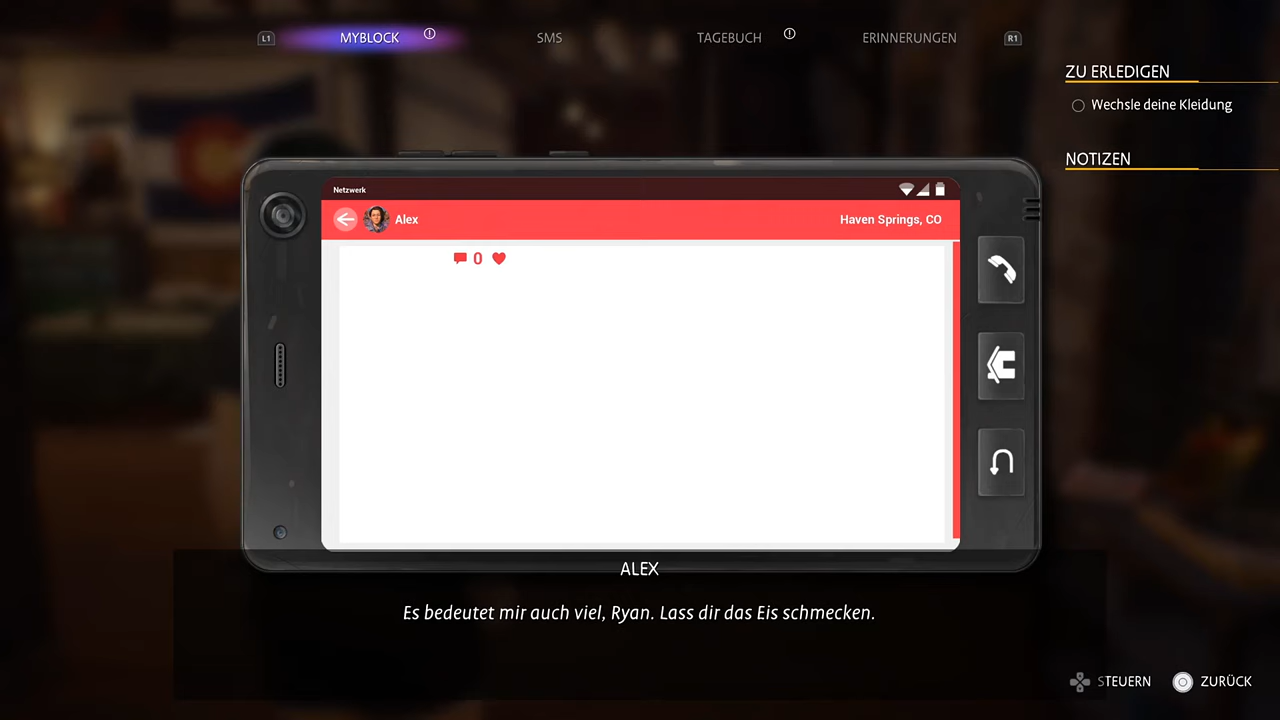 L1
MYBLOCK
SMS
TAGEBUCH
ERINNERUNGEN
R1
ZU ERLEDIGEN
Wechsle deine Kleidung
NOTIZEN
Netzwerk
Alex
Haven Springs, CO
0
ALEX
Es bedeutet mir auch viel, Ryan. Lass dir das Eis schmecken.
STEUERN
ZURÜCK